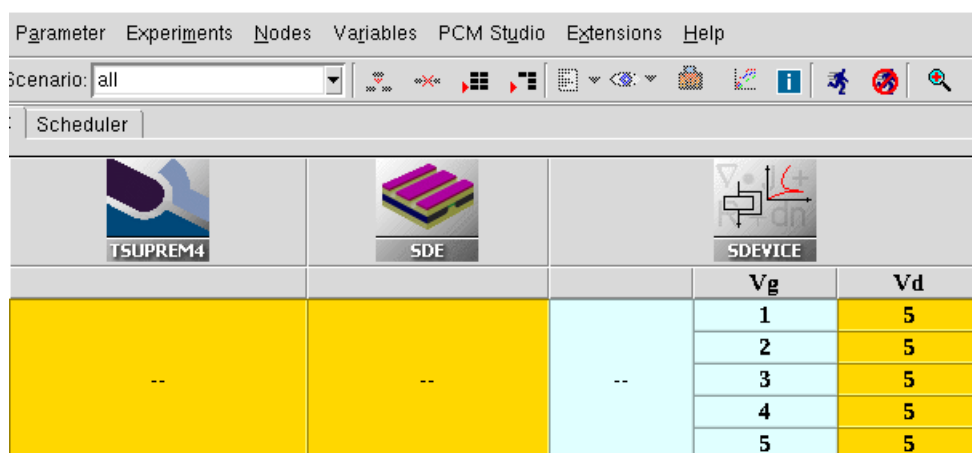 Parameter Experiments Nodes Variables PCM Studio Extensions Help
Scenario: all
Scheduler
TSUPREM4 SDE SDEVICE
Vg Vd
1 5
2 5
-- -- -- 3 5
4 5
5 5